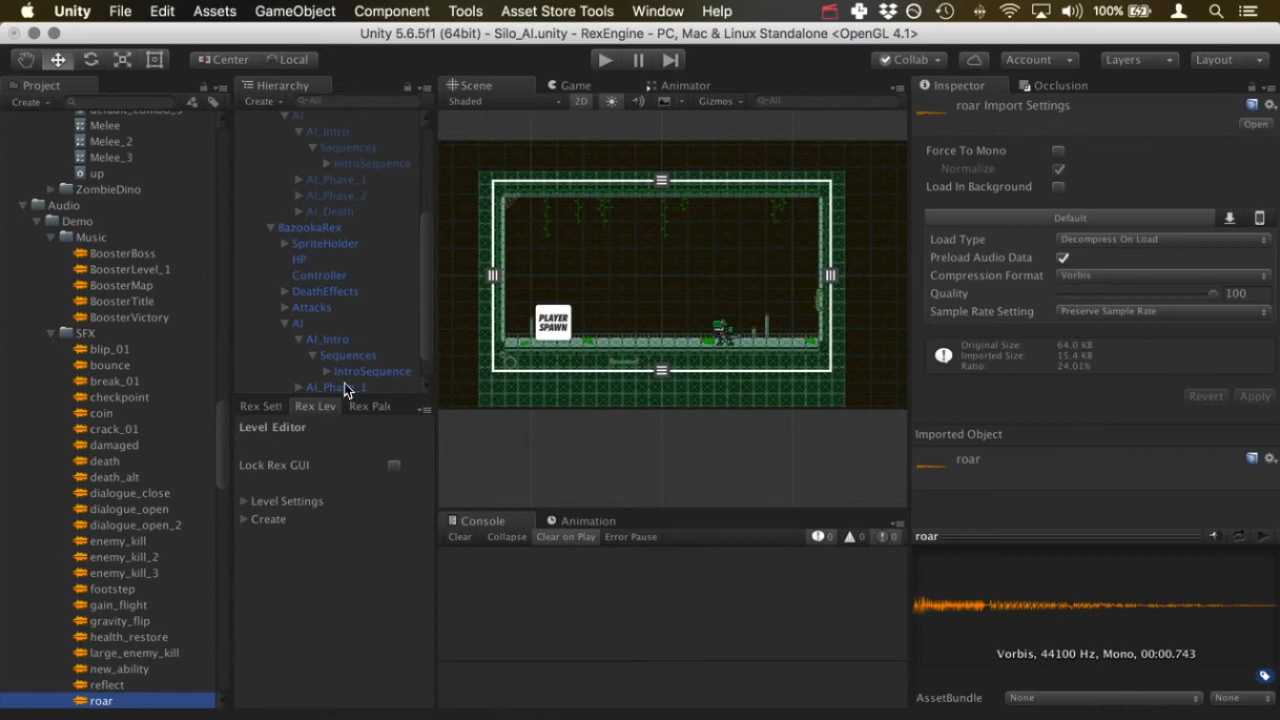 Unity File Edit Assets GameObject Component Tools Asset Store Tools Window Help 100%
Unity 5.6.5f1 (64bit) - Silo_AI.unity - RexEngine - PC, Mac & Linux Standalone <OpenGL 4.1>
Center Local Collab Account Layers Layout
Project
Create
Melee
Melee_2
Melee_3
up
ZombieDino
Audio
Demo
Music
BoosterBoss
BoosterLevel_1
BoosterMap
BoosterTitle
BoosterVictory
SFX
blip_01
bounce
break_01
checkpoint
coin
crack_01
damaged
death
death_alt
dialogue_close
dialogue_open
dialogue_open_2
enemy_kill
enemy_kill_2
enemy_kill_3
footstep
gain_flight
gravity_flip
health_restore
large_enemy_kill
new_ability
reflect
roar
Hierarchy
Create All
AI
AI_Intro
Sequences
IntroSequence
AI_Phase_1
AI_Phase_2
AI_Death
BazookaRex
SpriteHolder
HP
Controller
DeathEffects
Attacks
AI
AI_Intro
Sequences
IntroSequence
AI_Phase_1
Rex Set Rex Lev Rex Pale
Level Editor
Lock Rex GUI
Level Settings
Create
Scene Game Animator
Shaded 2D Gizmos All
PLAYER
SPAWN
Console Animation
Clear Collapse Clear on Play Error Pause 0 0 0
Inspector Occlusion
roar Import Settings
Open
Force To Mono
Normalize
Load In Background
Default
Load Type Decompress On Load
Preload Audio Data
Compression Format Vorbis
Quality 100
Sample Rate Setting Preserve Sample Rate
Original Size: 64.0 KB
Imported Size: 15.4 KB
Ratio: 24.01%
Revert Apply
Imported Object
roar
roar
Vorbis, 44100 Hz, Mono, 00:00.743
AssetBundle None None